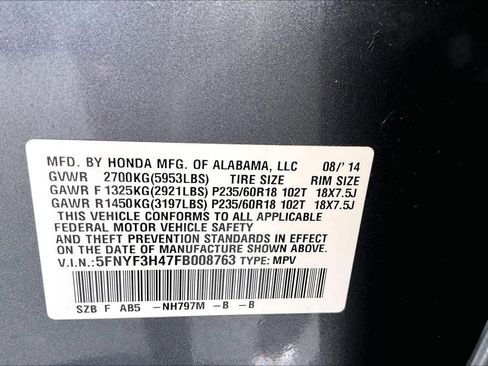 MFD. BY HONDA MFG. OF ALABAMA, LLC 08/'14
GVWR 2700KG(5953LBS) TIRE SIZE RIM SIZE
GAWR F 1325KG(2921LBS) P235/60R18 102T 18X7.5J
GAWR R1450KG(3197LBS) P235/60R18 102T 18X7.5J
THIS VEHICLE CONFORMS TO ALL APPLICABLE
FEDERAL MOTOR VEHICLE SAFETY
AND THEFT PREVENTION STANDARDS IN EFFECT
ON THE DATE OF MANUFACTURE SHOWN ABOVE.
V.I.N.: 5FNYF3H47FB008763 TYPE: MPV
SZB F AB5 -NH797M -B -B